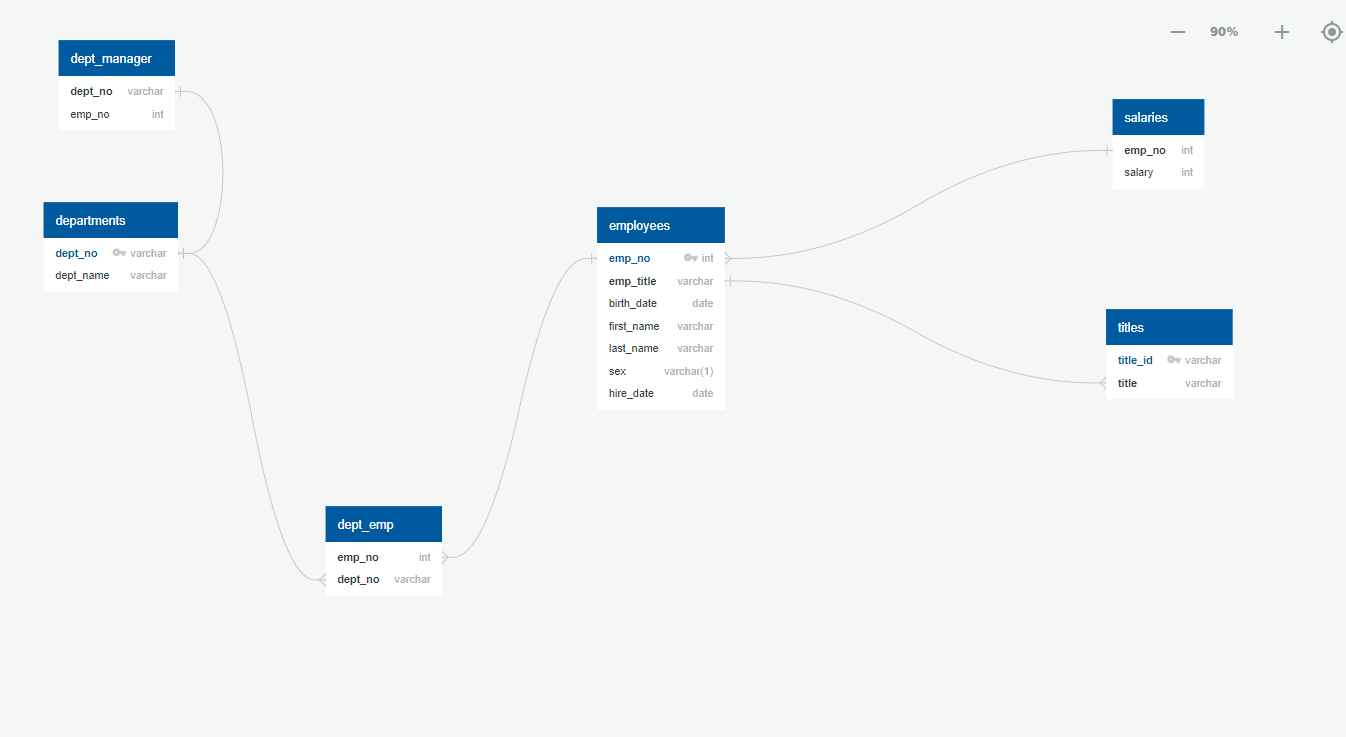 90%
dept_manager
dept_no varchar
emp_no int
departments
dept_no varchar
dept_name varchar
employees
emp_no int
emp_title varchar
birth_date date
first_name varchar
last_name varchar
sex varchar(1)
hire_date date
salaries
emp_no int
salary int
titles
title_id varchar
title varchar
dept_emp
emp_no int
dept_no varchar